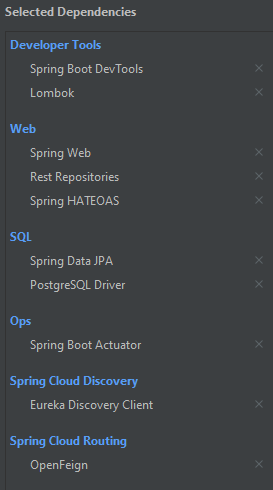 Selected Dependencies
Developer Tools
Spring Boot DevTools
Lombok
Web
Spring Web
Rest Repositories
Spring HATEOAS
SQL
Spring Data JPA
PostgreSQL Driver
Ops
Spring Boot Actuator
Spring Cloud Discovery
Eureka Discovery Client
Spring Cloud Routing
OpenFeign